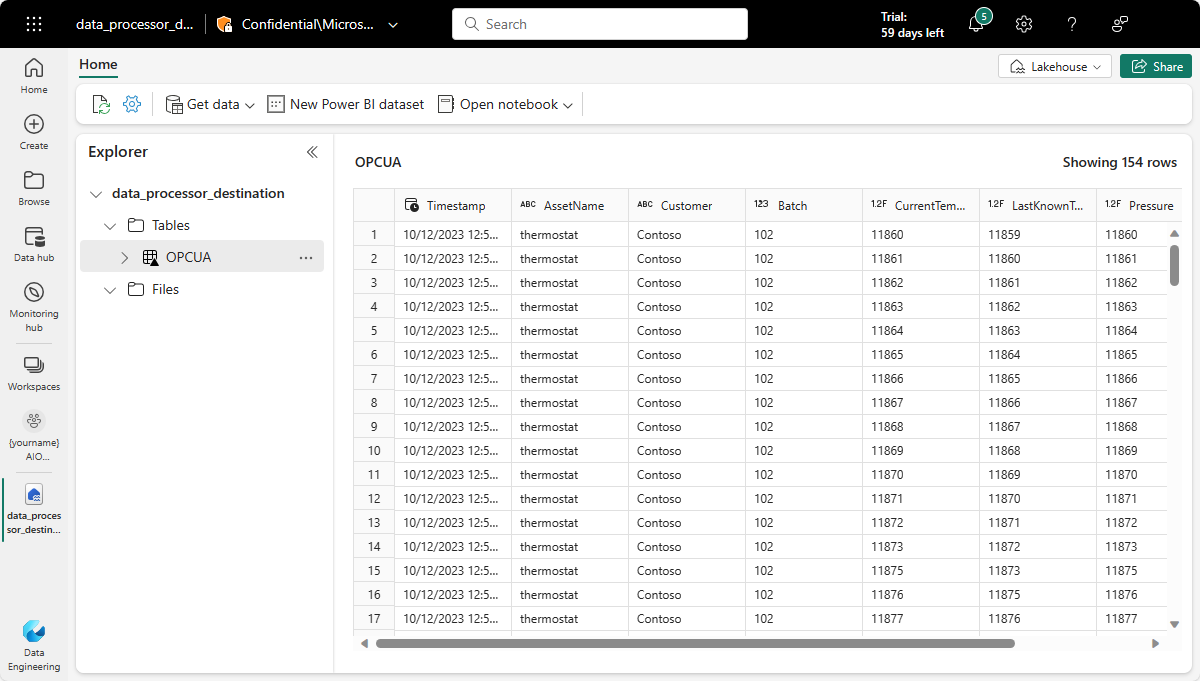 data_processor_d...
Confidential\Micros...
Search
Trial:
59 days left
5
Home
Create
Browse
Data hub
Monitoring
hub
Workspaces
{yourname}
AIO...
data_proces
sor_destin...
Data
Engineering
Home
Lakehouse
Share
Get data
New Power BI dataset
Open notebook
Explorer
data_processor_destination
Tables
OPCUA
...
Files
OPCUA
Showing 154 rows
Timestamp ABC AssetName ABC Customer 123 Batch 1.2F CurrentTem... 1.2F LastKnownT... 1.2F Pressure
1 10/12/2023 12:5... thermostat Contoso 102 11860 11859 11860
2 10/12/2023 12:5... thermostat Contoso 102 11861 11860 11861
3 10/12/2023 12:5... thermostat Contoso 102 11862 11861 11862
4 10/12/2023 12:5... thermostat Contoso 102 11863 11862 11863
5 10/12/2023 12:5... thermostat Contoso 102 11864 11863 11864
6 10/12/2023 12:5... thermostat Contoso 102 11865 11864 11865
7 10/12/2023 12:5... thermostat Contoso 102 11866 11865 11866
8 10/12/2023 12:5... thermostat Contoso 102 11867 11866 11867
9 10/12/2023 12:5... thermostat Contoso 102 11868 11867 11868
10 10/12/2023 12:5... thermostat Contoso 102 11869 11868 11869
11 10/12/2023 12:5... thermostat Contoso 102 11870 11869 11870
12 10/12/2023 12:5... thermostat Contoso 102 11871 11870 11871
13 10/12/2023 12:5... thermostat Contoso 102 11872 11871 11872
14 10/12/2023 12:5... thermostat Contoso 102 11873 11872 11873
15 10/12/2023 12:5... thermostat Contoso 102 11875 11873 11875
16 10/12/2023 12:5... thermostat Contoso 102 11876 11875 11876
17 10/12/2023 12:5... thermostat Contoso 102 11877 11876 11877